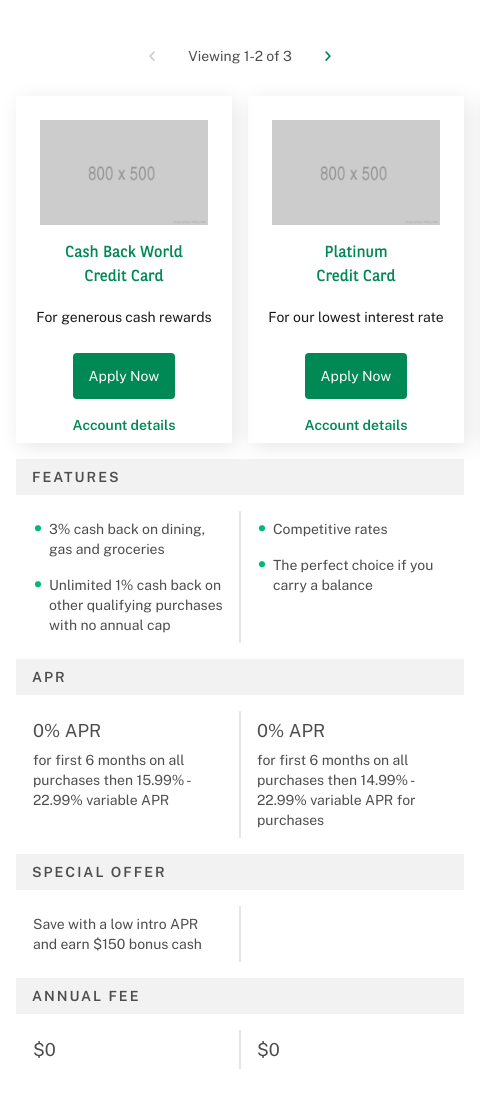 Viewing 1-2 of 3
800 x 500
Cash Back World
Credit Card
For generous cash rewards
Apply Now
Account details
800 x 500
Platinum
Credit Card
For our lowest interest rate
Apply Now
Account details
FEATURES
3% cash back on dining,
gas and groceries
Unlimited 1% cash back on
other qualifying purchases
with no annual cap
Competitive rates
The perfect choice if you
carry a balance
APR
0% APR
for first 6 months on all
purchases then 15.99% -
22.99% variable APR
0% APR
for first 6 months on all
purchases then 14.99% -
22.99% variable APR for
purchases
SPECIAL OFFER
Save with a low intro APR
and earn $150 bonus cash
ANNUAL FEE
$0
$0